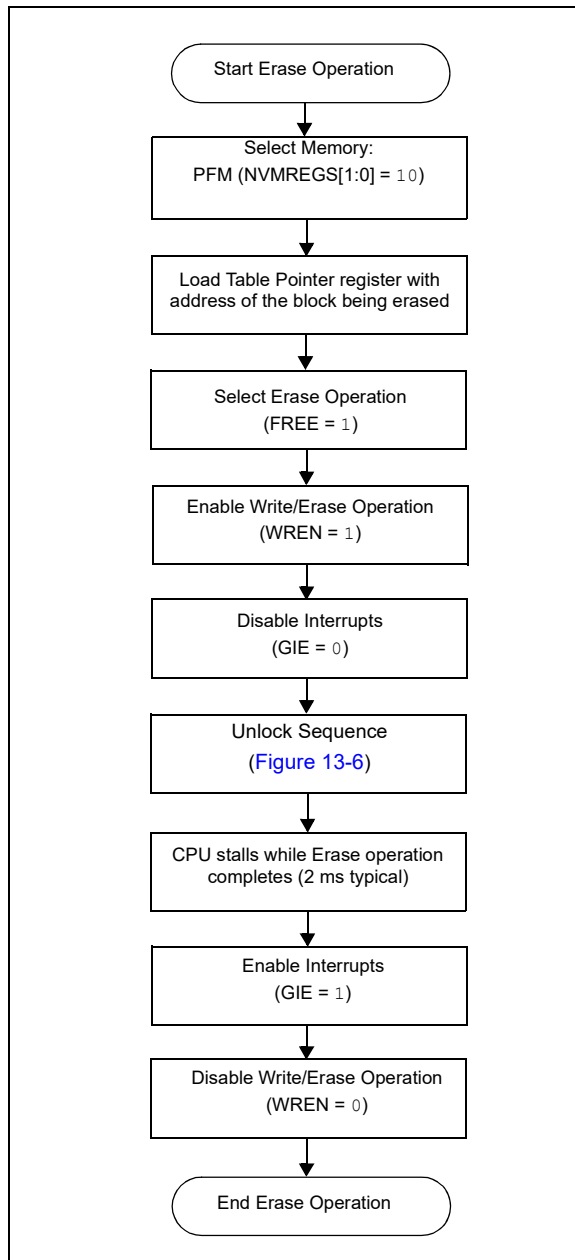 Start Erase Operation
Select Memory:
PFM (NVMREGS[1:0] = 10)
Load Table Pointer register with
address of the block being erased
Select Erase Operation
(FREE = 1)
Enable Write/Erase Operation
(WREN = 1)
Disable Interrupts
(GIE = 0)
Unlock Sequence
(Figure 13-6)
CPU stalls while Erase operation
completes (2 ms typical)
Enable Interrupts
(GIE = 1)
Disable Write/Erase Operation
(WREN = 0)
End Erase Operation